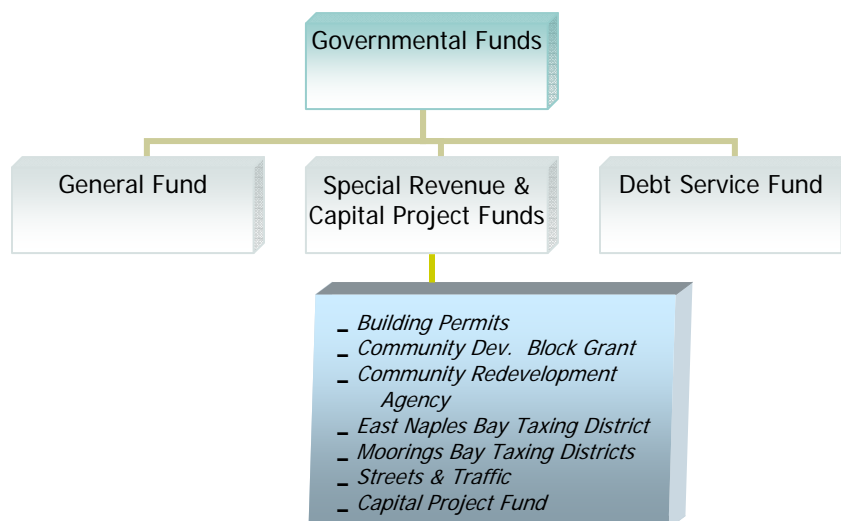 Governmental Funds
General Fund
Special Revenue &
Capital Project Funds
Debt Service Fund
– Building Permits
– Community Dev. Block Grant
– Community Redevelopment
Agency
– East Naples Bay Taxing District
– Moorings Bay Taxing Districts
– Streets & Traffic
– Capital Project Fund